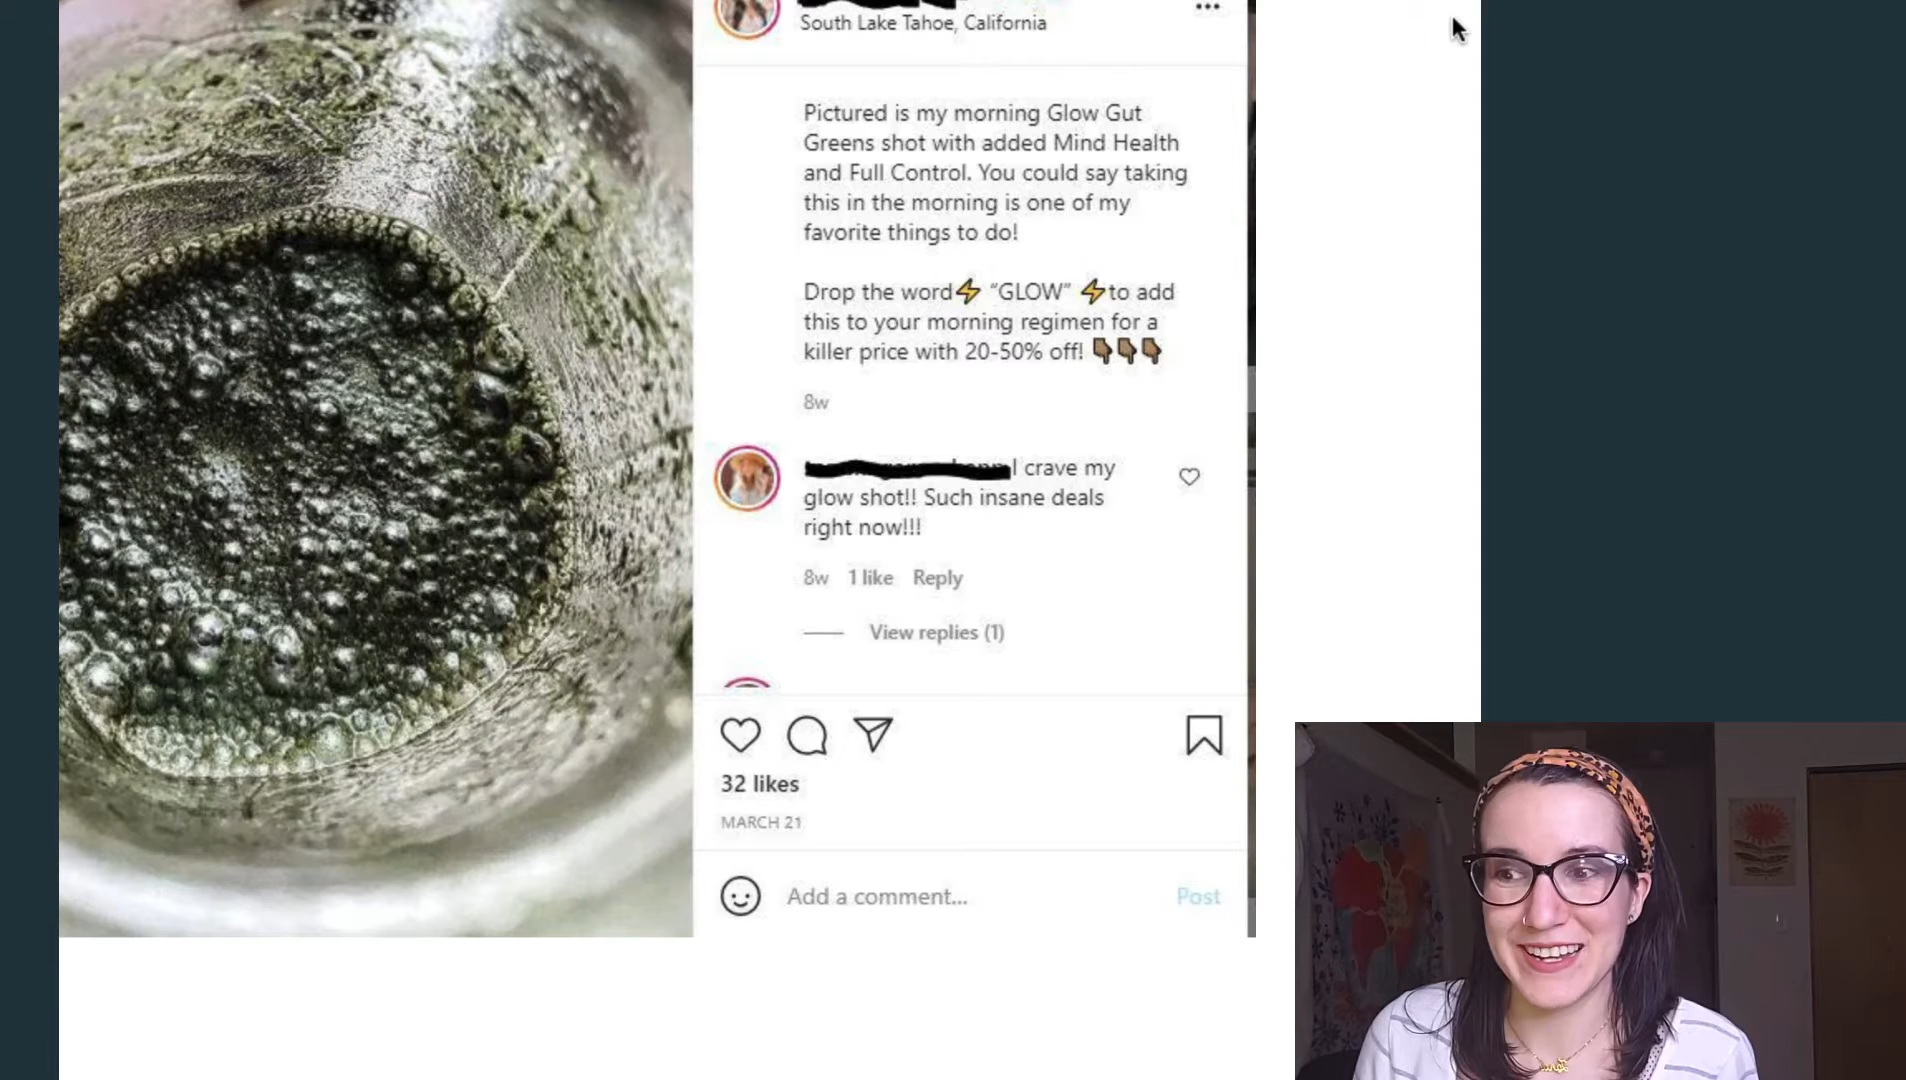 South Lake Tahoe, California
Pictured is my morning Glow Gut
Greens shot with added Mind Health
and Full Control. You could say taking
this in the morning is one of my
favorite things to do!
Drop the word⚡ “GLOW” ⚡to add
this to your morning regimen for a
killer price with 20-50% off! 👇🏾👇🏾👇🏾
8w
I crave my
glow shot!! Such insane deals
right now!!!
8w 1 like Reply
View replies (1)
32 likes
MARCH 21
Add a comment... Post